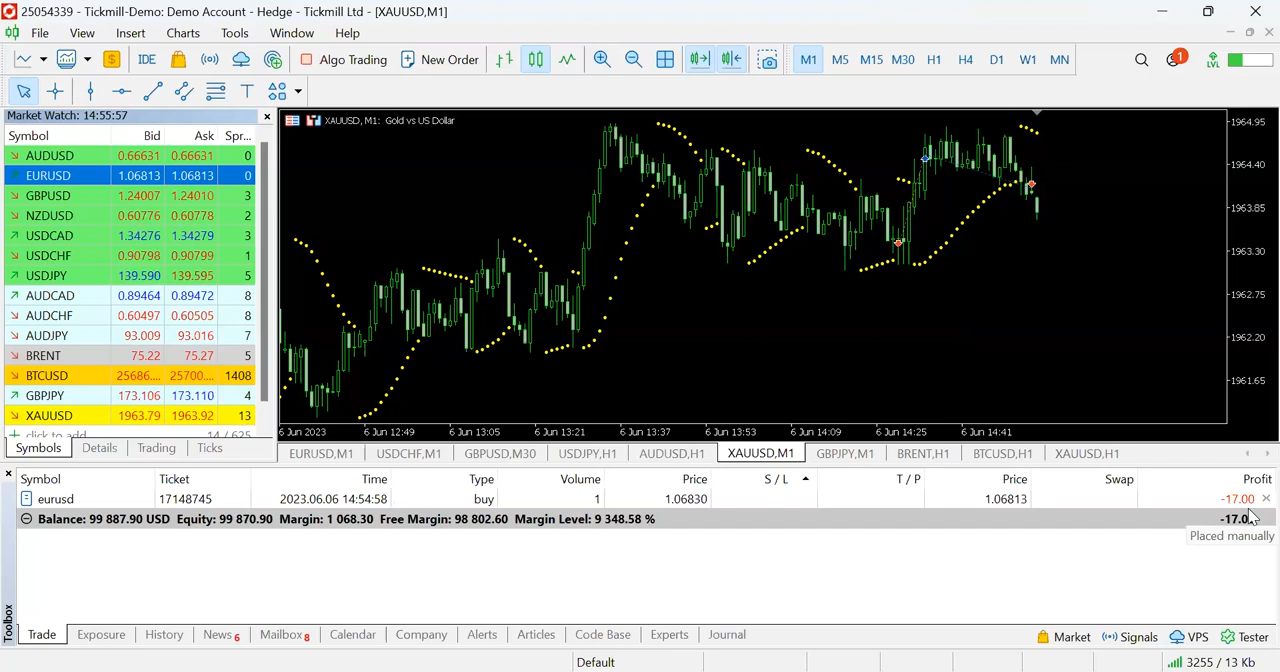 25054339 - Tickmill-Demo: Demo Account - Hedge - Tickmill Ltd - [XAUUSD,M1]
File View Insert Charts Tools Window Help
IDE Algo Trading New Order M1 M5 M15 M30 H1 H4 D1 W1 MN 1 LVL
T
Market Watch: 14:55:57
Symbol Bid Ask Spr...
AUDUSD 0.66631 0.66631 0
EURUSD 1.06813 1.06813 0
GBPUSD 1.24007 1.24010 3
NZDUSD 0.60776 0.60778 2
USDCAD 1.34276 1.34279 3
USDCHF 0.90798 0.90799 1
USDJPY 139.590 139.595 5
AUDCAD 0.89464 0.89472 8
AUDCHF 0.60497 0.60505 8
AUDJPY 93.009 93.016 7
BRENT 75.22 75.27 5
BTCUSD 25686.... 25700.... 1408
GBPJPY 173.106 173.110 4
XAUUSD 1963.79 1963.92 13
click to add 14 / 625
Symbols Details Trading Ticks
XAUUSD, M1: Gold vs US Dollar
1964.95
1964.40
1963.85
1963.30
1962.75
1962.20
1961.65
6 Jun 2023 6 Jun 12:49 6 Jun 13:05 6 Jun 13:21 6 Jun 13:37 6 Jun 13:53 6 Jun 14:09 6 Jun 14:25 6 Jun 14:41
EURUSD,M1 USDCHF,M1 GBPUSD,M30 USDJPY,H1 AUDUSD,H1 XAUUSD,M1 GBPJPY,M1 BRENT,H1 BTCUSD,H1 XAUUSD,H1
Symbol Ticket Time Type Volume Price S / L T / P Price Swap Profit
eurusd 17148745 2023.06.06 14:54:58 buy 1 1.06830 1.06813 -17.00
Balance: 99 887.90 USD Equity: 99 870.90 Margin: 1 068.30 Free Margin: 98 802.60 Margin Level: 9 348.58 %
Placed manually
Toolbox
Trade Exposure History News 6 Mailbox 8 Calendar Company Alerts Articles Code Base Experts Journal Market Signals VPS Tester
Default 3255 / 13 Kb